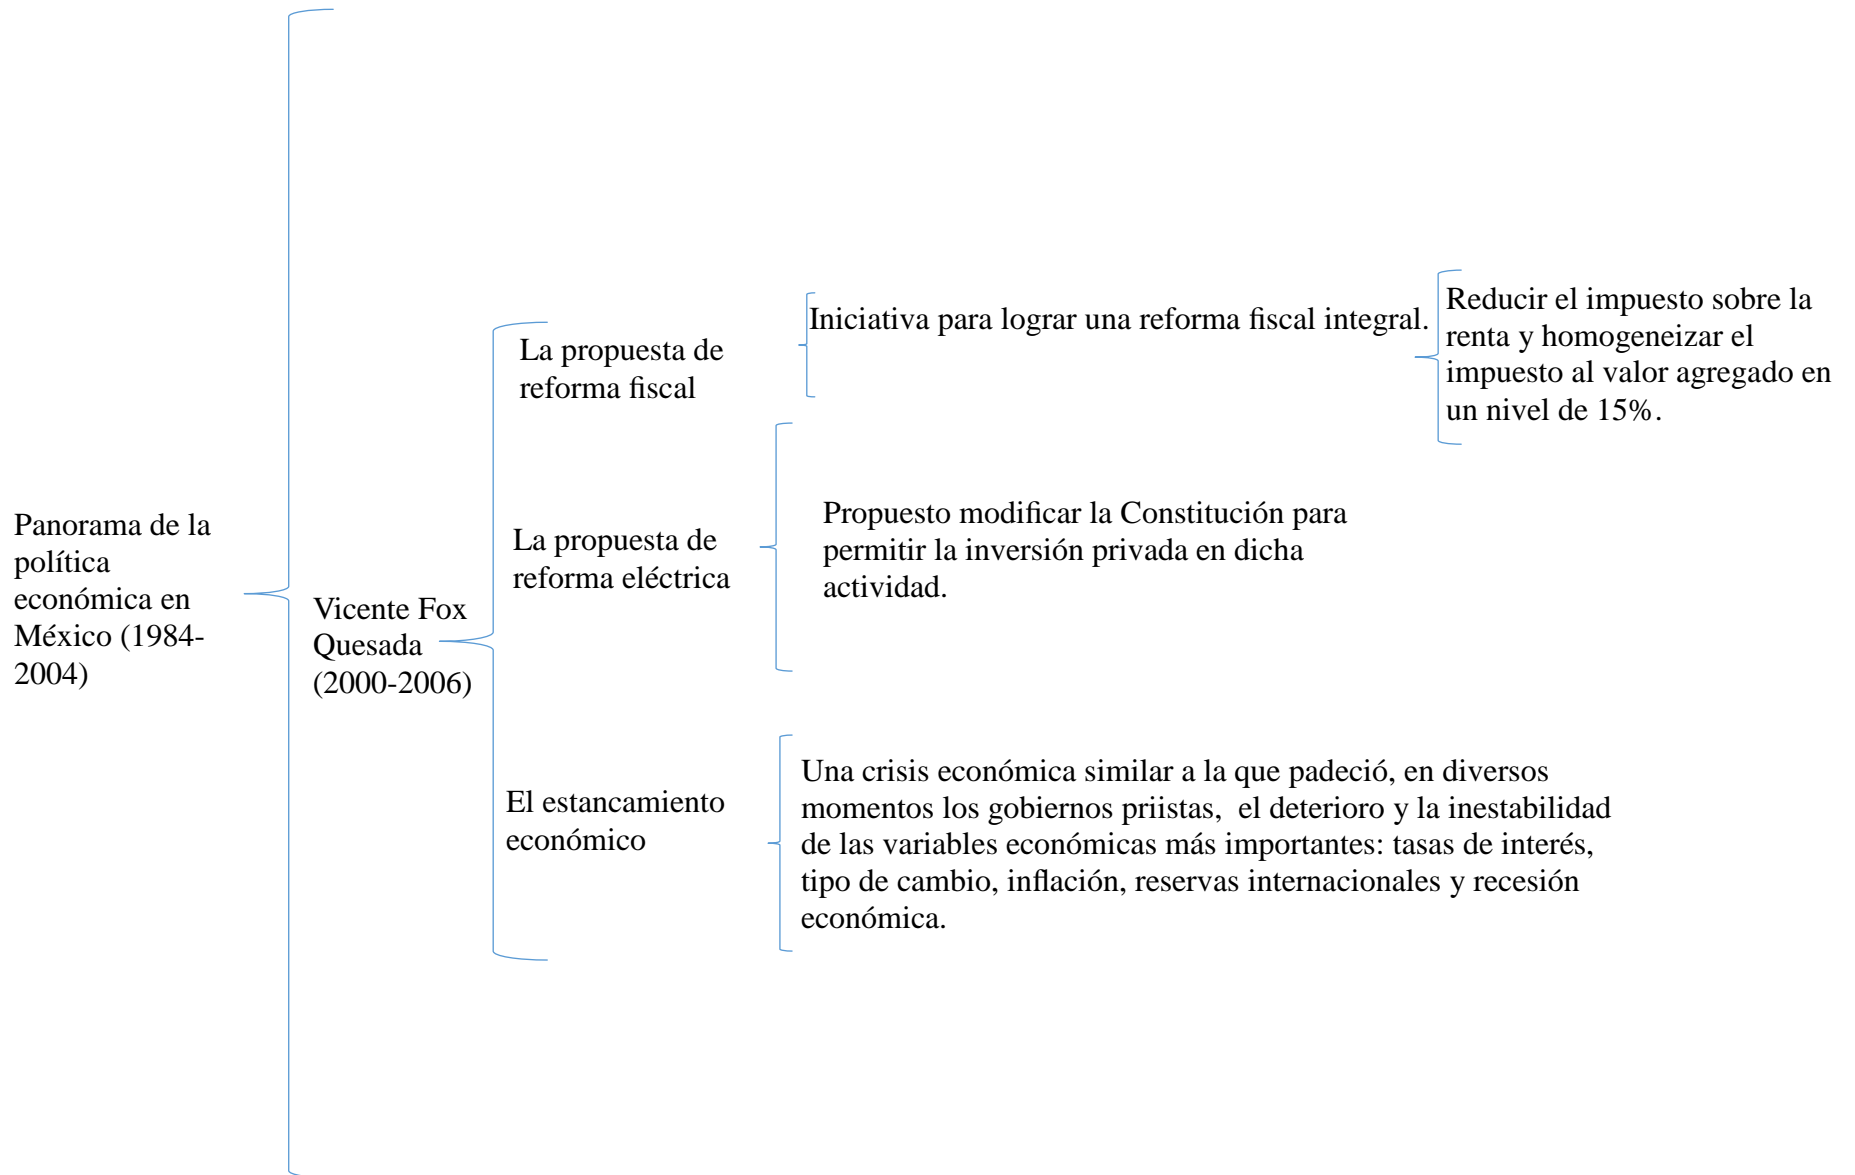 Panorama de la
política
económica en
México (1984-
2004)
Vicente Fox
Quesada
(2000-2006)
La propuesta de
reforma fiscal
Iniciativa para lograr una reforma fiscal integral.
Reducir el impuesto sobre la
renta y homogeneizar el
impuesto al valor agregado en
un nivel de 15%.
La propuesta de
reforma eléctrica
Propuesto modificar la Constitución para
permitir la inversión privada en dicha
actividad.
El estancamiento
económico
Una crisis económica similar a la que padeció, en diversos
momentos los gobiernos priistas,  el deterioro y la inestabilidad
de las variables económicas más importantes: tasas de interés,
tipo de cambio, inflación, reservas internacionales y recesión
económica.